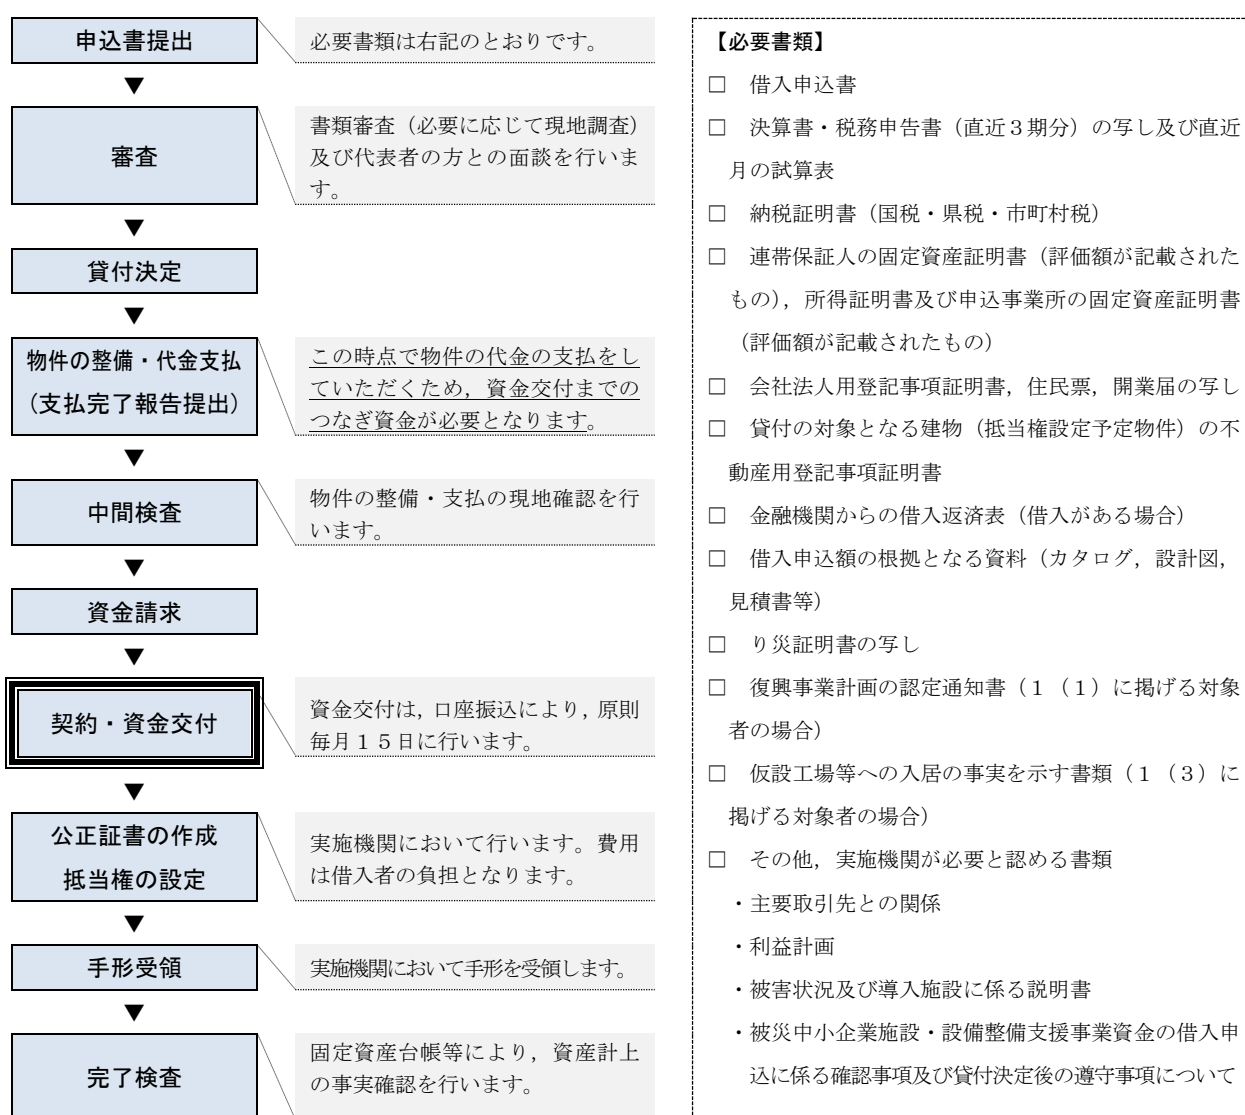 申込書提出
必要書類は右記のとおりです。
▼
審査
書類審査（必要に応じて現地調査）
及び代表者の方との面談を行いま
す。
▼
貸付決定
▼
物件の整備・代金支払
（支払完了報告提出）
この時点で物件の代金の支払をし
ていただくため，資金交付までの
つなぎ資金が必要となります。
▼
中間検査
物件の整備・支払の現地確認を行
います。
▼
資金請求
▼
契約・資金交付
資金交付は，口座振込により，原則
毎月１５日に行います。
▼
公正証書の作成
抵当権の設定
実施機関において行います。費用
は借入者の負担となります。
▼
手形受領
実施機関において手形を受領します。
▼
完了検査
固定資産台帳等により，資産計上
の事実確認を行います。
【必要書類】
□　借入申込書
□　決算書・税務申告書（直近３期分）の写し及び直近
月の試算表
□　納税証明書（国税・県税・市町村税）
□　連帯保証人の固定資産証明書（評価額が記載された
もの），所得証明書及び申込事業所の固定資産証明書
（評価額が記載されたもの）
□　会社法人用登記事項証明書，住民票，開業届の写し
□　貸付の対象となる建物（抵当権設定予定物件）の不
動産用登記事項証明書
□　金融機関からの借入返済表（借入がある場合）
□　借入申込額の根拠となる資料（カタログ，設計図，
見積書等）
□　り災証明書の写し
□　復興事業計画の認定通知書（１（１）に掲げる対象
者の場合）
□　仮設工場等への入居の事実を示す書類（１（３）に
掲げる対象者の場合）
□　その他，実施機関が必要と認める書類
・主要取引先との関係
・利益計画
・被害状況及び導入施設に係る説明書
・被災中小企業施設・設備整備支援事業資金の借入申
込に係る確認事項及び貸付決定後の遵守事項について